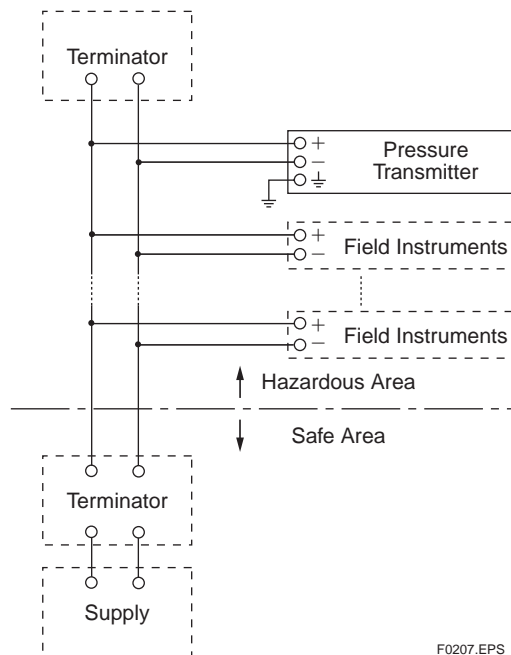 Terminator
+
−
Pressure
Transmitter
+
−
Field Instruments
+
−
Field Instruments
Hazardous Area
Safe Area
Terminator
Supply
F0207.EPS